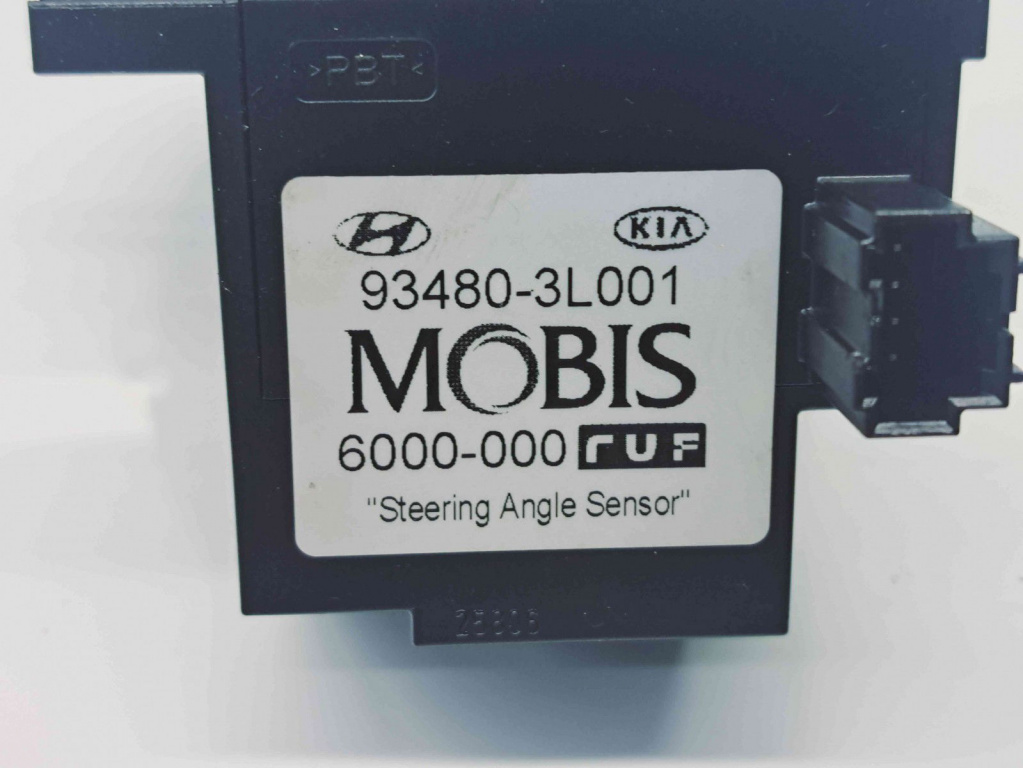 >PBT<
KIA
93480-3L001
MOBIS
6000-000 ruf
"Steering Angle Sensor"